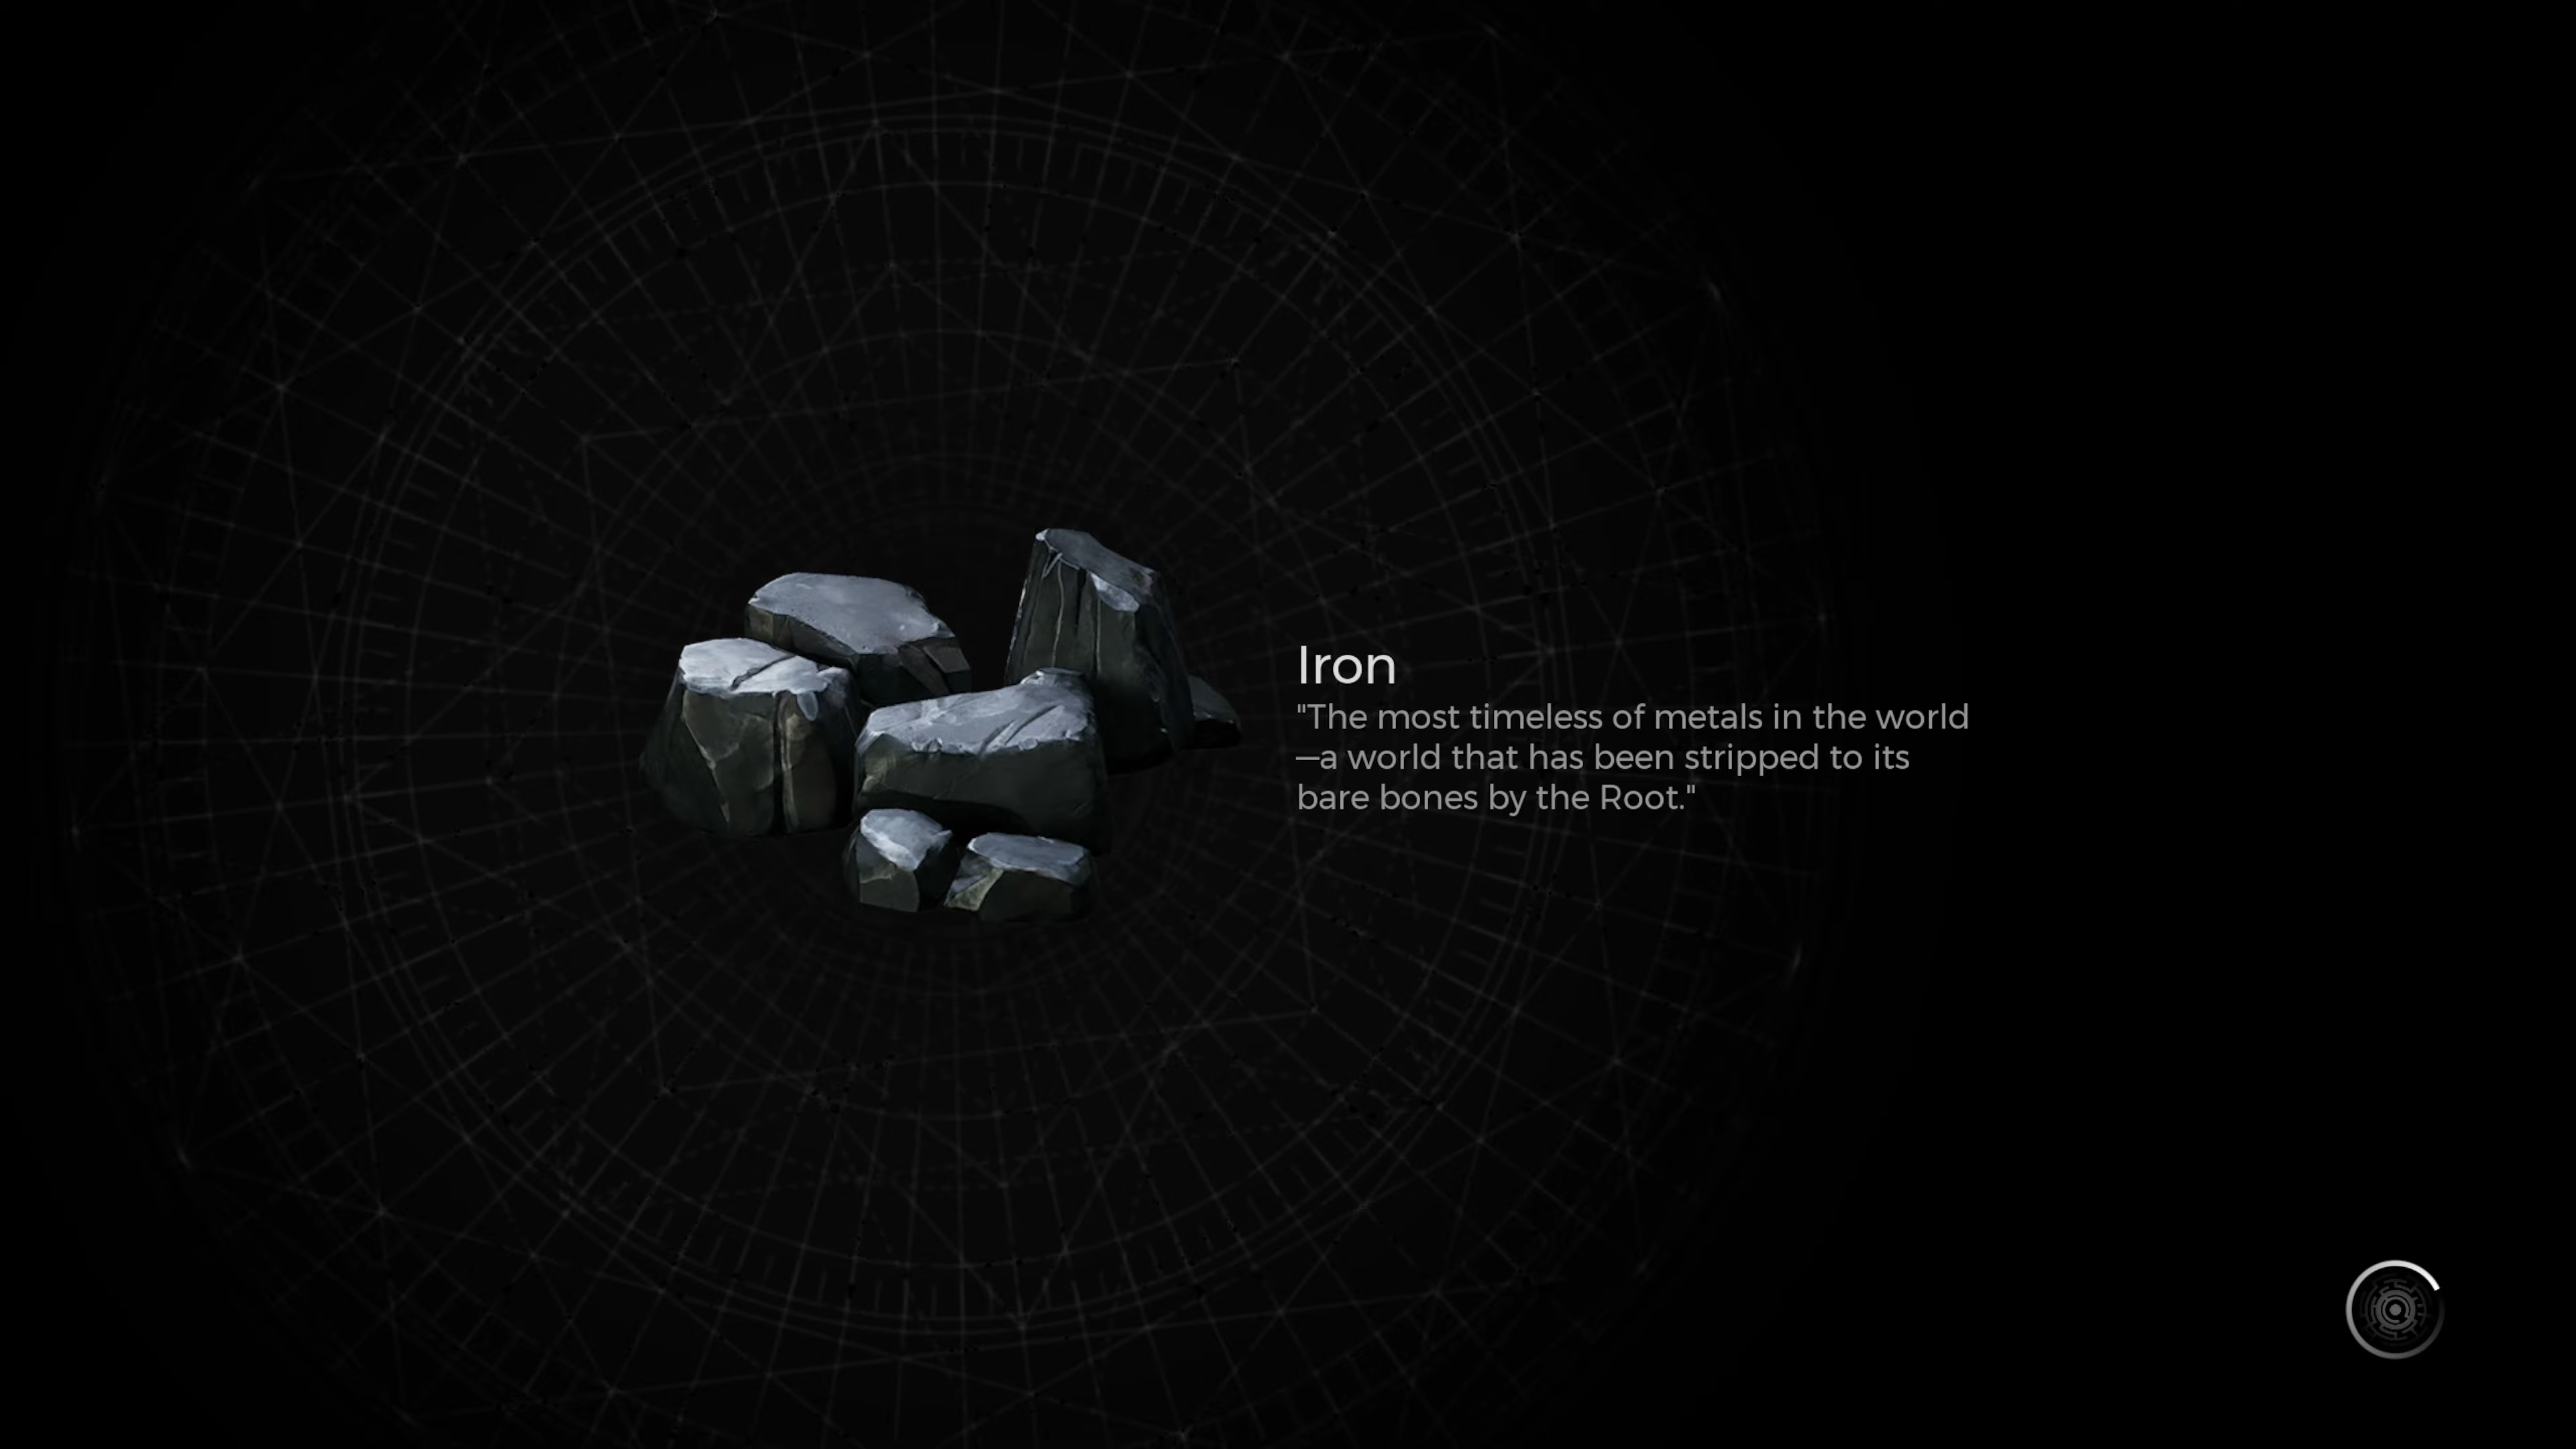 Iron
"The most timeless of metals in the world
—a world that has been stripped to its
bare bones by the Root."